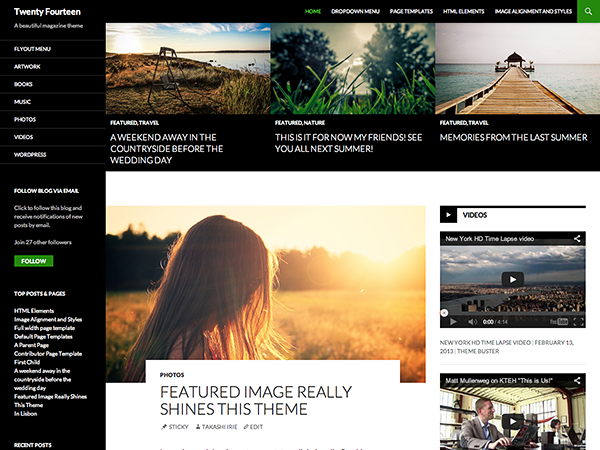 Twenty Fourteen
A beautiful magazine theme
HOME
DROPDOWN MENU
PAGE TEMPLATES
HTML ELEMENTS
IMAGE ALIGNMENT AND STYLES
FLYOUT MENU
ARTWORK
BOOKS
MUSIC
PHOTOS
VIDEOS
WORDPRESS
FOLLOW BLOG VIA EMAIL
Click to follow this blog and
receive notifications of new
posts by email.
Join 27 other followers
FOLLOW
TOP POSTS & PAGES
HTML Elements
Image Alignment and Styles
Full width page template
Default Page Templates
A Parent Page
Contributor Page Template
First Child
A weekend away in the
countryside before the
wedding day
Featured Image Really Shines
This Theme
In Lisbon
RECENT POSTS
FEATURED, TRAVEL
A WEEKEND AWAY IN THE
COUNTRYSIDE BEFORE THE
WEDDING DAY
FEATURED, NATURE
THIS IS IT FOR NOW MY FRIENDS! SEE
YOU ALL NEXT SUMMER!
FEATURED, TRAVEL
MEMORIES FROM THE LAST SUMMER
PHOTOS
FEATURED IMAGE REALLY
SHINES THIS THEME
STICKY
TAKASHI IRIE
EDIT
VIDEOS
New York HD Time Lapse video
0:00 / 4:14
YouTube
NEW YORK HD TIME LAPSE VIDEO | FEBRUARY 13,
2013 | THEME BUSTER
Matt Mullenweg on KTEH "This is Us!"